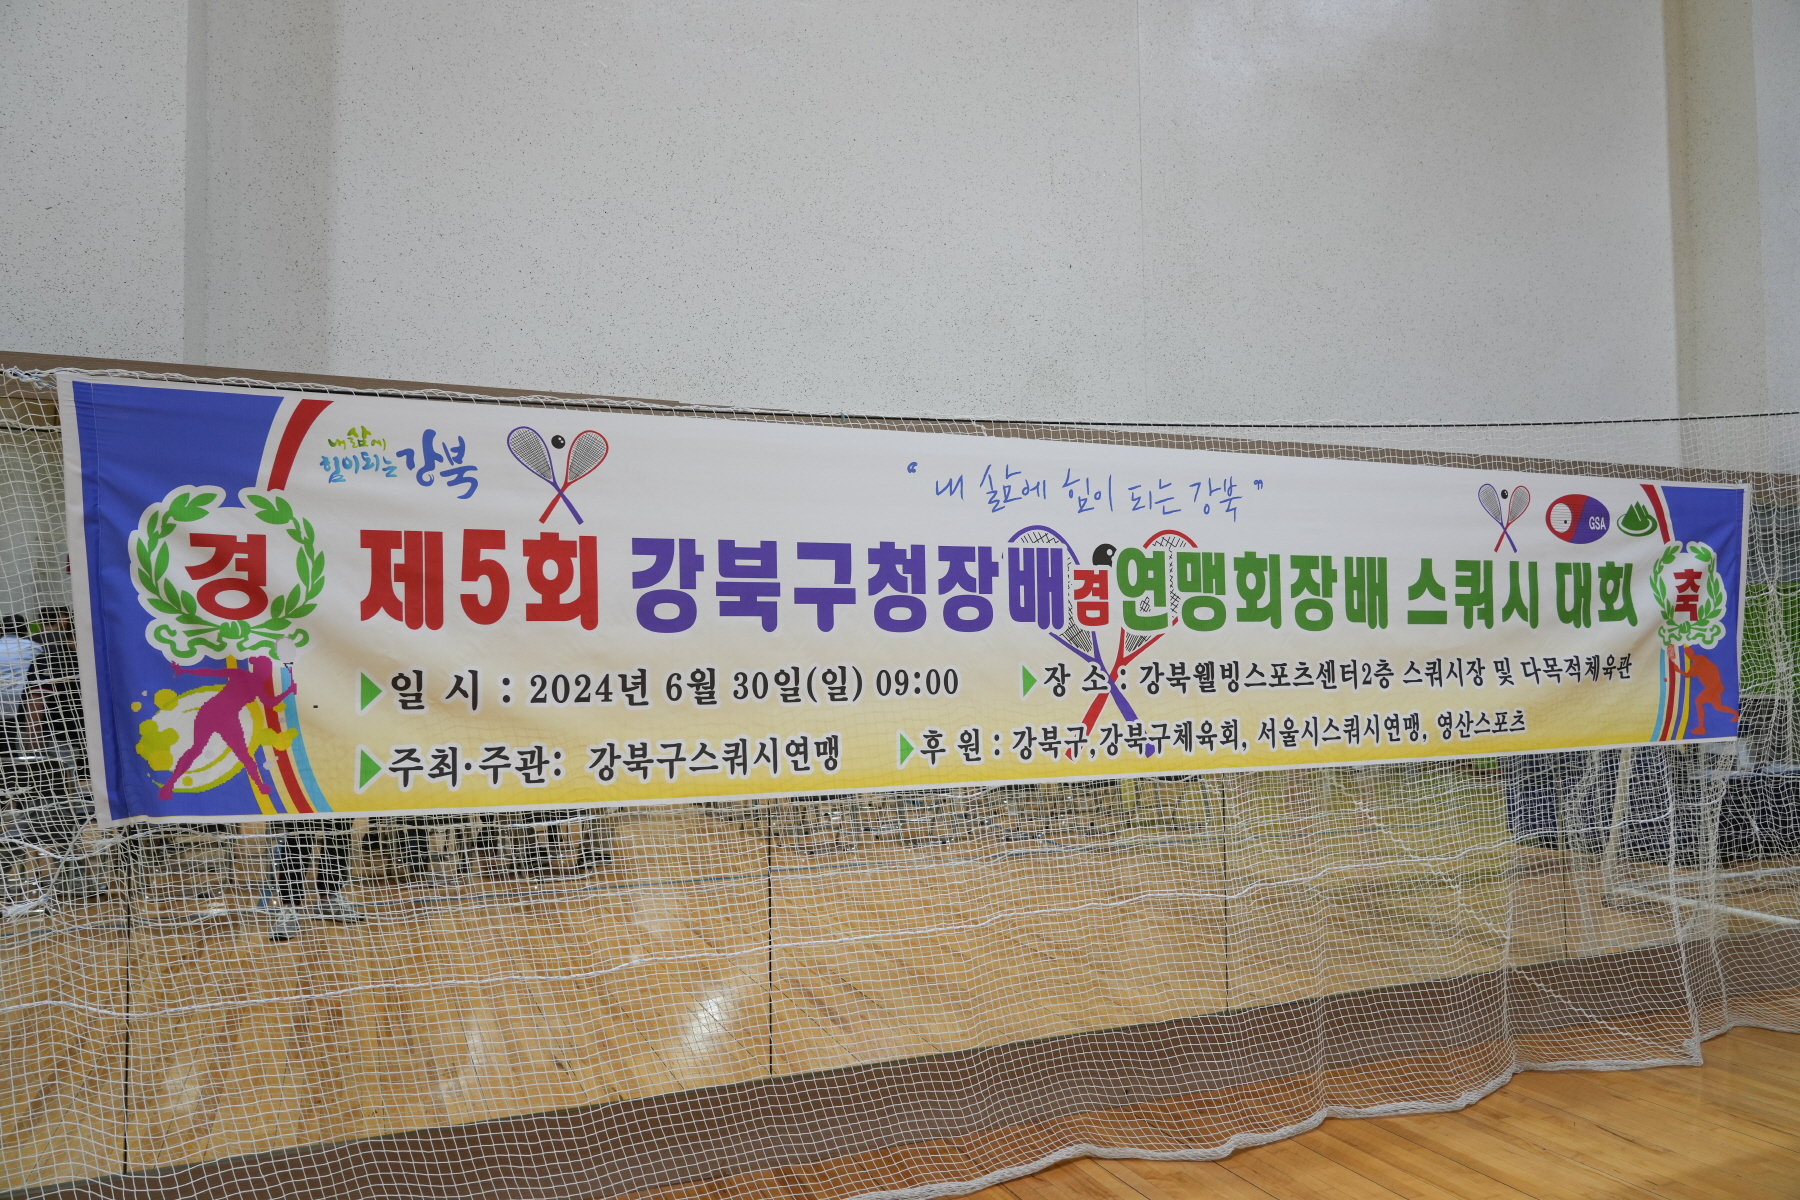 내 삶에
힘이 되는 강북
“ 내 삶에 힘이 되는 강북 ”
GSA
경
제5회 강북구청장배 겸 연맹회장배 스쿼시 대회
축
일 시 : 2024년 6월 30일(일) 09:00
장 소 : 강북웰빙스포츠센터2층 스쿼시장 및 다목적체육관
주최·주관: 강북구스쿼시연맹
후 원 : 강북구,강북구체육회, 서울시스쿼시연맹, 영산스포츠